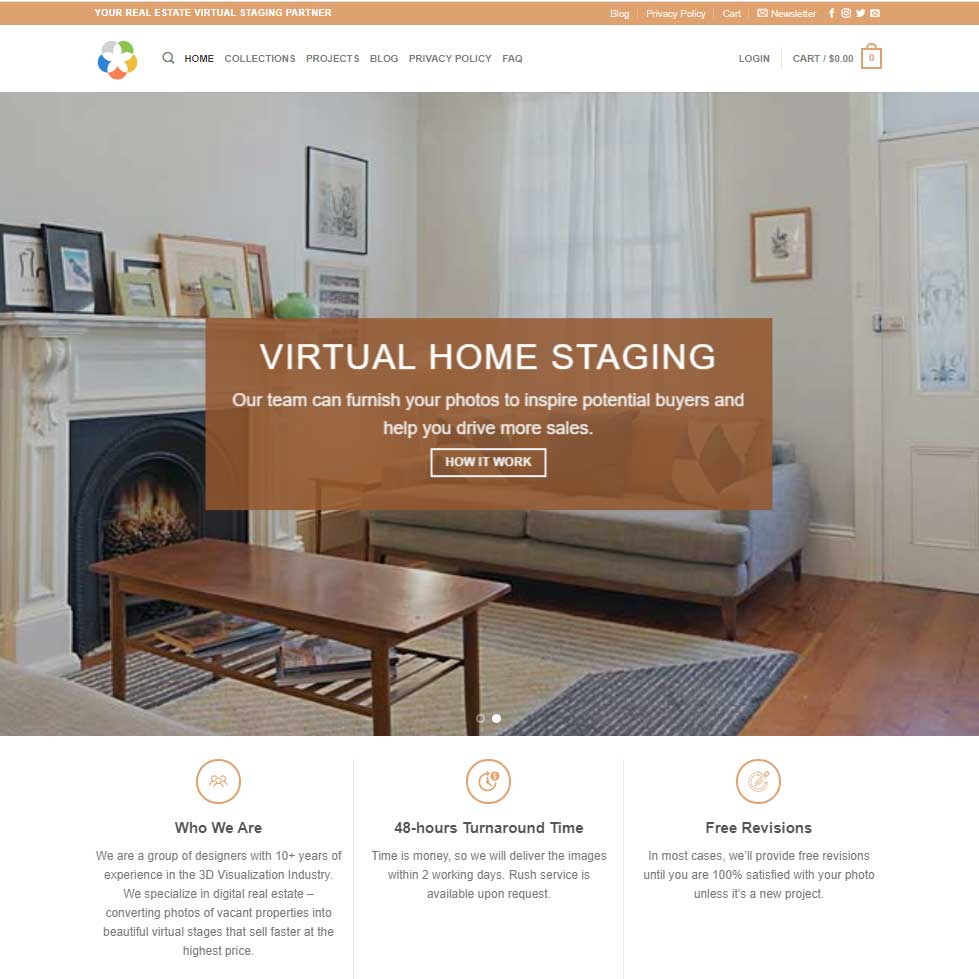 YOUR REAL ESTATE VIRTUAL STAGING PARTNER
Blog Privacy Policy Cart Newsletter
HOME COLLECTIONS PROJECTS BLOG PRIVACY POLICY FAQ
LOGIN CART / $0.00 0
VIRTUAL HOME STAGING
Our team can furnish your photos to inspire potential buyers and
help you drive more sales.
HOW IT WORK
Who We Are
We are a group of designers with 10+ years of
experience in the 3D Visualization Industry.
We specialize in digital real estate –
converting photos of vacant properties into
beautiful virtual stages that sell faster at the
highest price.
48-hours Turnaround Time
Time is money, so we will deliver the images
within 2 working days. Rush service is
available upon request.
Free Revisions
In most cases, we’ll provide free revisions
until you are 100% satisfied with your photo
unless it’s a new project.